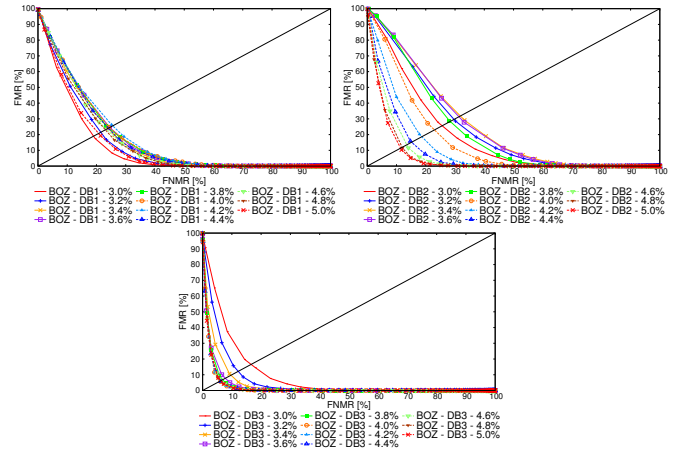 100
90
80
70
60
50
40
30
20
10
0
FMR [%]
0 10 20 30 40 50 60 70 80 90 100
FNMR [%]
BOZ - DB1 - 3.0% BOZ - DB1 - 3.8% BOZ - DB1 - 4.6%
BOZ - DB1 - 3.2% BOZ - DB1 - 4.0% BOZ - DB1 - 4.8%
BOZ - DB1 - 3.4% BOZ - DB1 - 4.2% BOZ - DB1 - 5.0%
BOZ - DB1 - 3.6% BOZ - DB1 - 4.4%
100
90
80
70
60
50
40
30
20
10
0
FMR [%]
0 10 20 30 40 50 60 70 80 90 100
FNMR [%]
BOZ - DB2 - 3.0% BOZ - DB2 - 3.8% BOZ - DB2 - 4.6%
BOZ - DB2 - 3.2% BOZ - DB2 - 4.0% BOZ - DB2 - 4.8%
BOZ - DB2 - 3.4% BOZ - DB2 - 4.2% BOZ - DB2 - 5.0%
BOZ - DB2 - 3.6% BOZ - DB2 - 4.4%
100
90
80
70
60
50
40
30
20
10
0
FMR [%]
0 10 20 30 40 50 60 70 80 90 100
FNMR [%]
BOZ - DB3 - 3.0% BOZ - DB3 - 3.8% BOZ - DB3 - 4.6%
BOZ - DB3 - 3.2% BOZ - DB3 - 4.0% BOZ - DB3 - 4.8%
BOZ - DB3 - 3.4% BOZ - DB3 - 4.2% BOZ - DB3 - 5.0%
BOZ - DB3 - 3.6% BOZ - DB3 - 4.4%